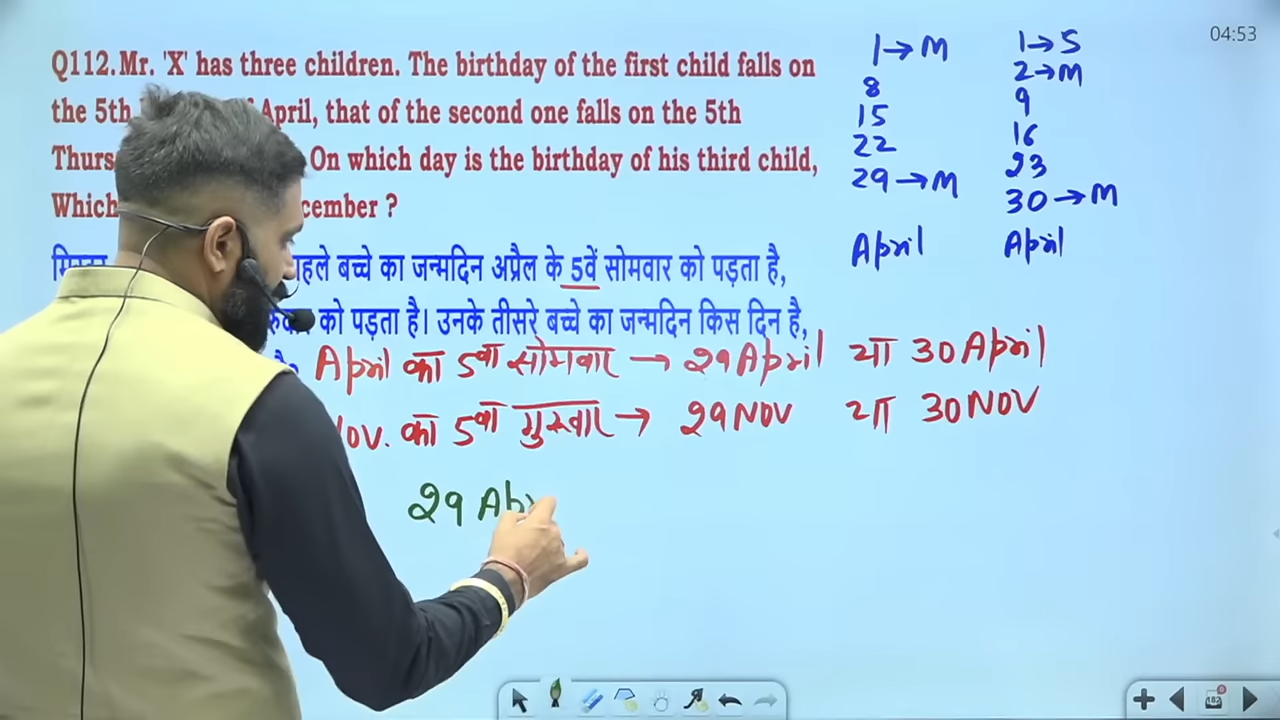 04:53
Q112.Mr. 'X' has three children. The birthday of the first child falls on
the 5th April, that of the second one falls on the 5th
Thurs On which day is the birthday of his third child,
Which cember ?
पहले बच्चे का जन्मदिन अप्रैल के 5वें सोमवार को पड़ता है,
को पड़ता है। उनके तीसरे बच्चे का जन्मदिन किस दिन है,
April का 5वा सोमवार → 29 April या 30 April
Nov. का 5वा गुरुवार → 29 NOV या 30 NOV
29 Ap
1→M
8
15
22
29→M
April
1→S
2→M
9
16
23
30→M
April